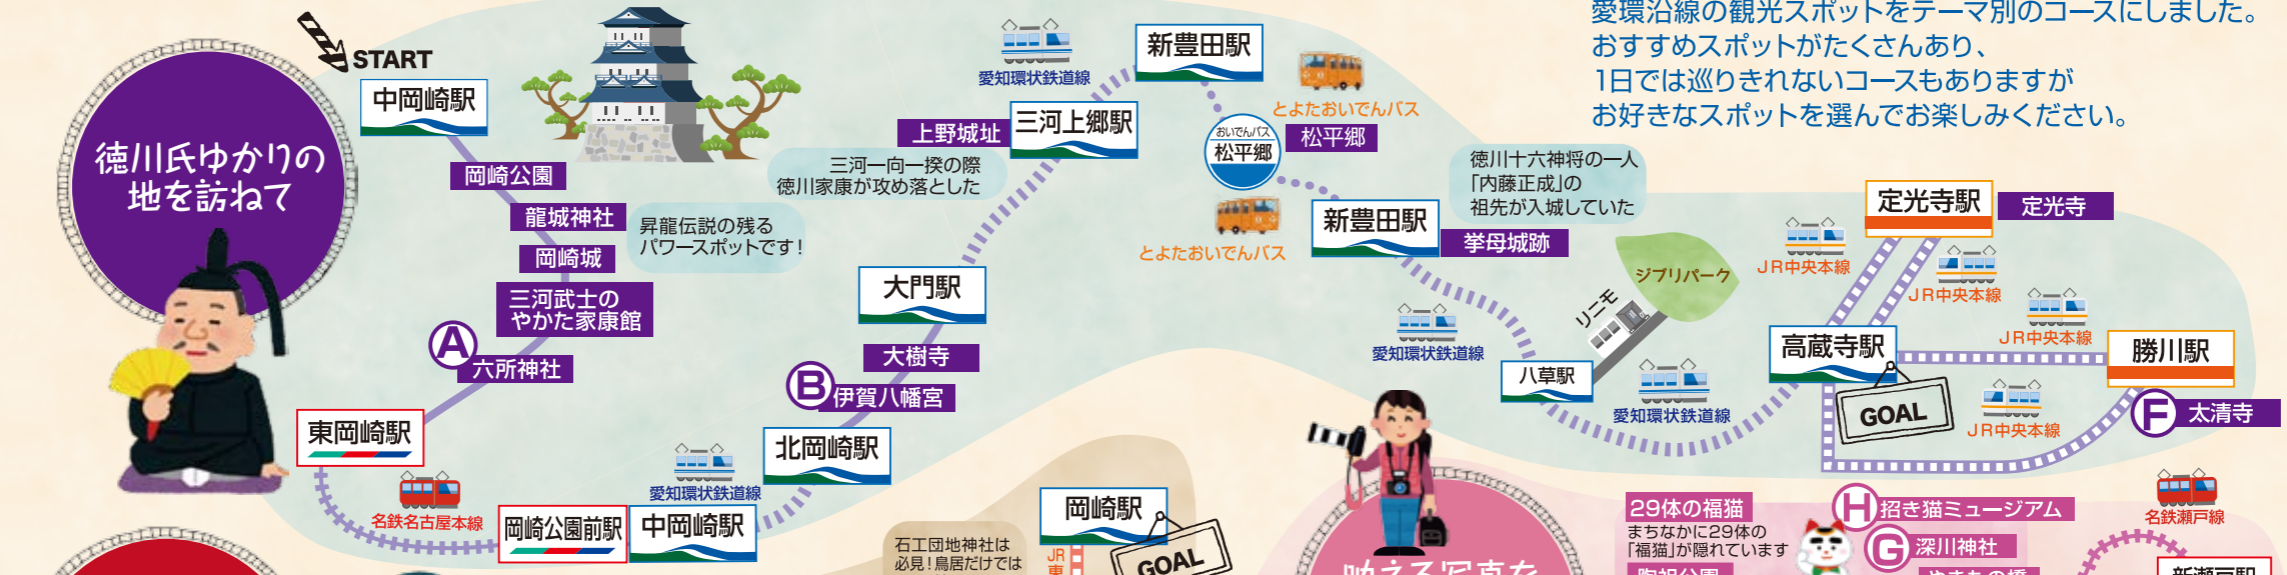 愛環沿線の観光スポットをテーマ別のコースにしました。
おすすめスポットがたくさんあり、
1日では巡りきれないコースもありますが
お好きなスポットを選んでお楽しみください。
徳川氏ゆかりの
地を訪ねて
START
中岡崎駅
岡崎公園
龍城神社
昇龍伝説の残る
パワースポットです！
岡崎城
三河武士の
やかた家康館
A
六所神社
東岡崎駅
名鉄名古屋本線
岡崎公園前駅
中岡崎駅
愛知環状鉄道線
北岡崎駅
B
伊賀八幡宮
大樹寺
大門駅
三河上郷駅
上野城址
三河一向一揆の際
徳川家康が攻め落とした
愛知環状鉄道線
新豊田駅
とよたおいでんバス
おいでんバス
松平郷
松平郷
とよたおいでんバス
新豊田駅
挙母城跡
徳川十六神将の一人
「内藤正成」の
祖先が入城していた
愛知環状鉄道線
八草駅
リニモ
ジブリパーク
愛知環状鉄道線
高蔵寺駅
GOAL
JR中央本線
定光寺駅
定光寺
JR中央本線
JR中央本線
勝川駅
F
太清寺
JR中央本線
石工団地神社は
必見！鳥居だけでは
岡崎駅
JR
東
GOAL
映える写真を
29体の福猫
まちなかに29体の
「福猫」が隠れています
陶祖公園
H
招き猫ミュージアム
G
深川神社
やきもの橋
名鉄瀬戸線
新瀬戸駅